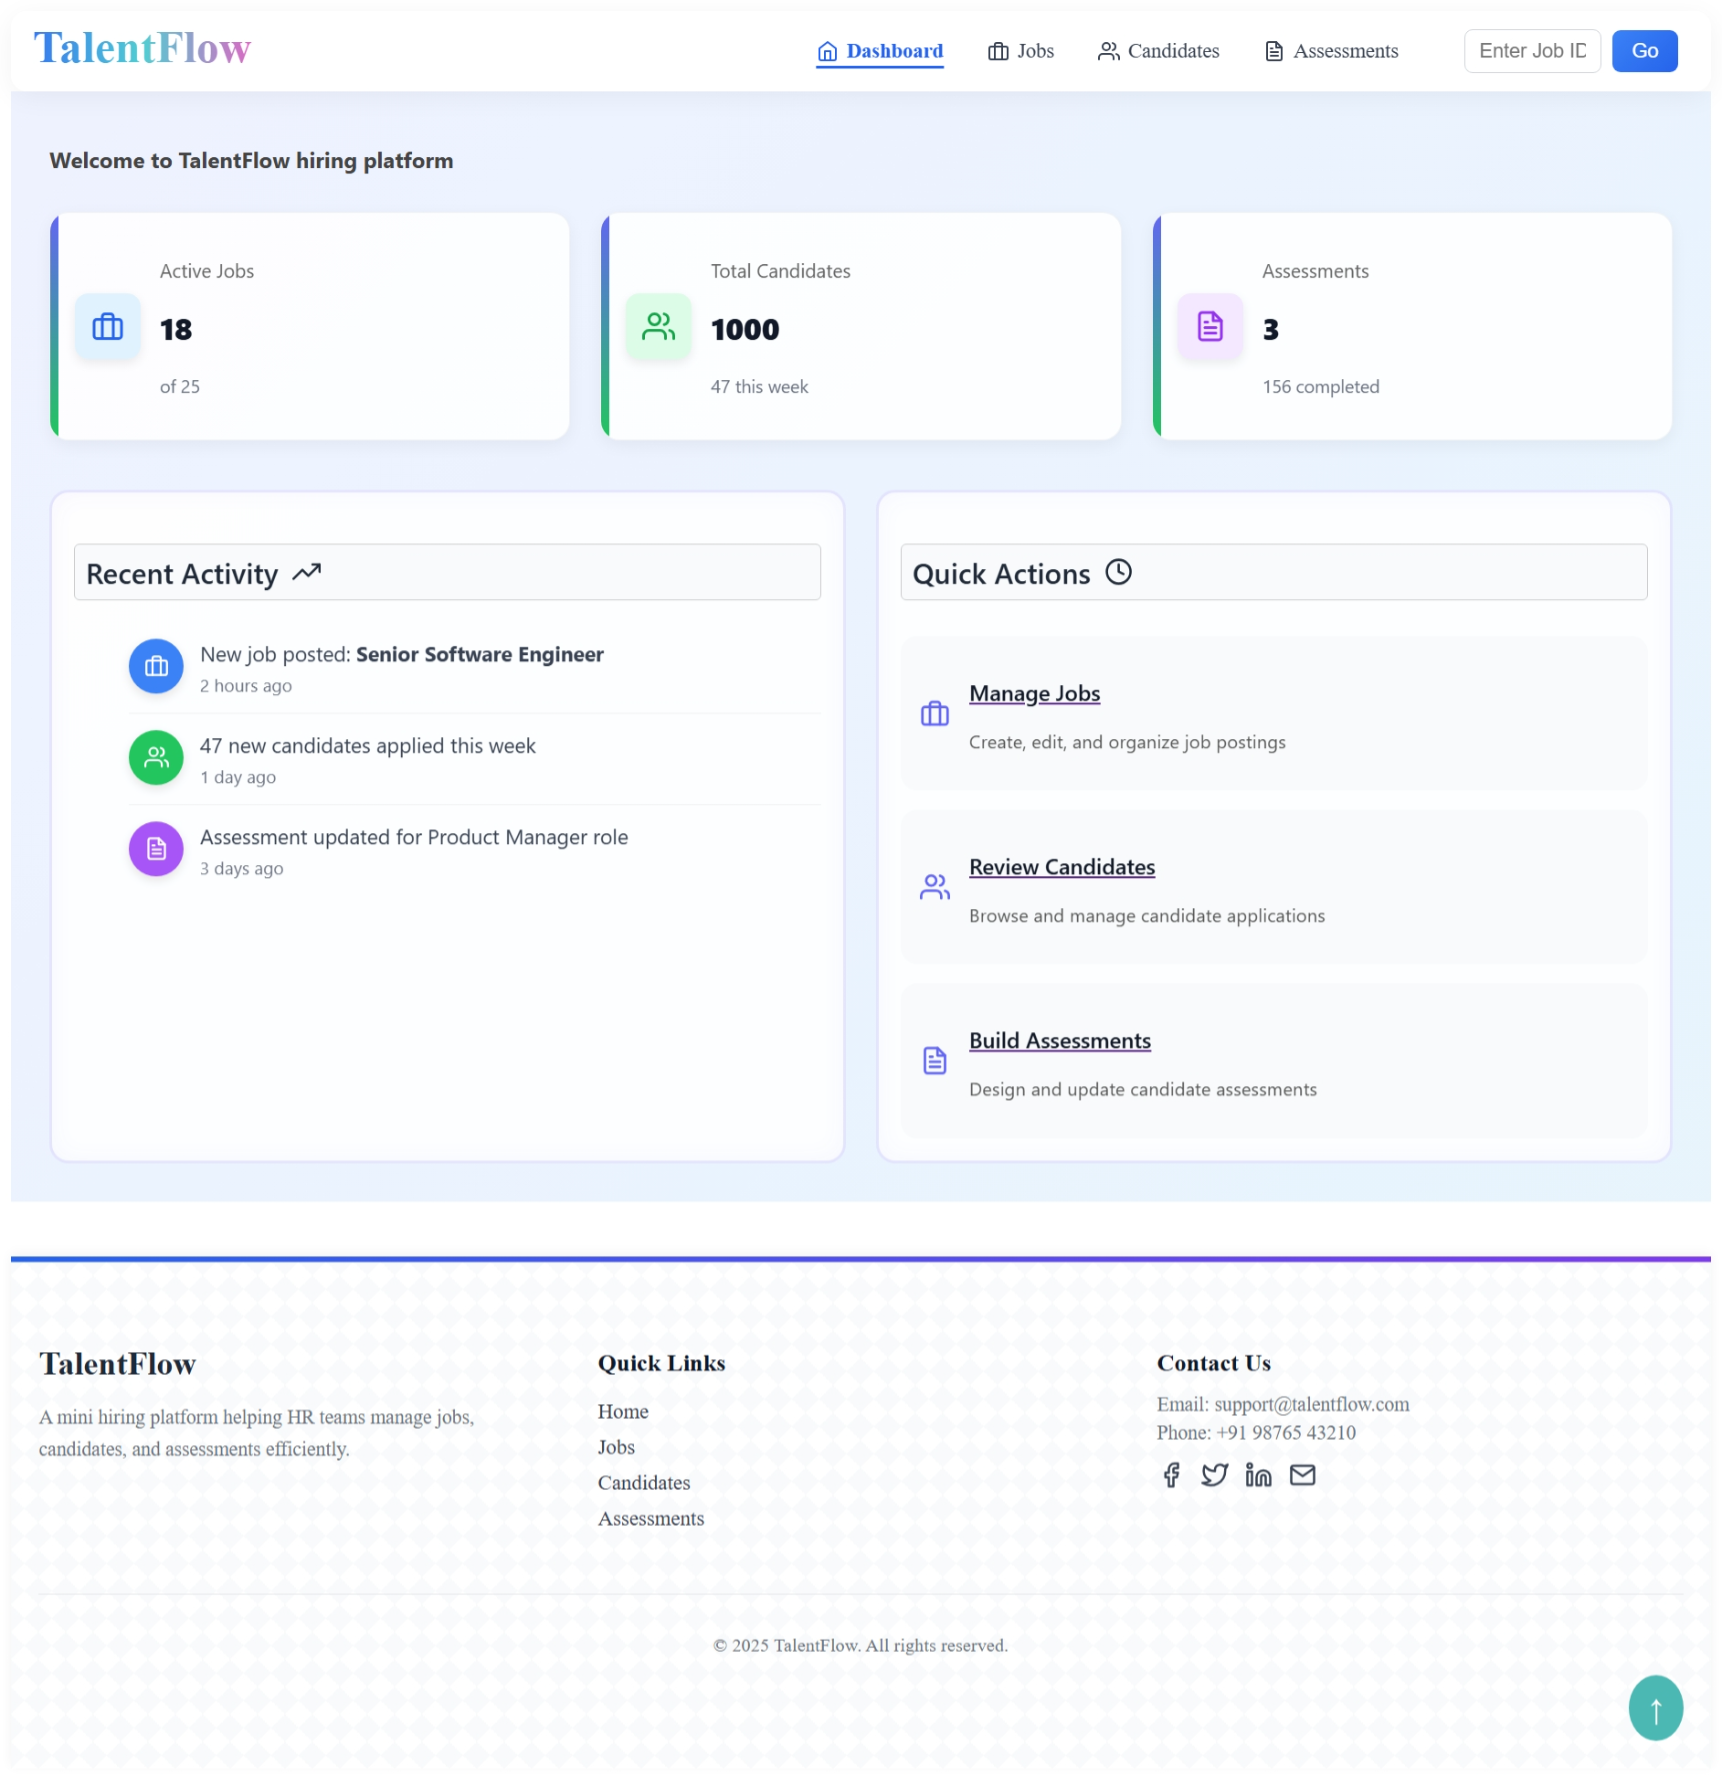 TalentFlow
Dashboard
Jobs
Candidates
Assessments
Enter Job ID
Go
Welcome to TalentFlow hiring platform
Active Jobs
18
of 25
Total Candidates
1000
47 this week
Assessments
3
156 completed
Recent Activity
New job posted: Senior Software Engineer
2 hours ago
47 new candidates applied this week
1 day ago
Assessment updated for Product Manager role
3 days ago
Quick Actions
Manage Jobs
Create, edit, and organize job postings
Review Candidates
Browse and manage candidate applications
Build Assessments
Design and update candidate assessments
TalentFlow
A mini hiring platform helping HR teams manage jobs,
candidates, and assessments efficiently.
Quick Links
Home
Jobs
Candidates
Assessments
Contact Us
Email: support@talentflow.com
Phone: +91 98765 43210
© 2025 TalentFlow. All rights reserved.
↑